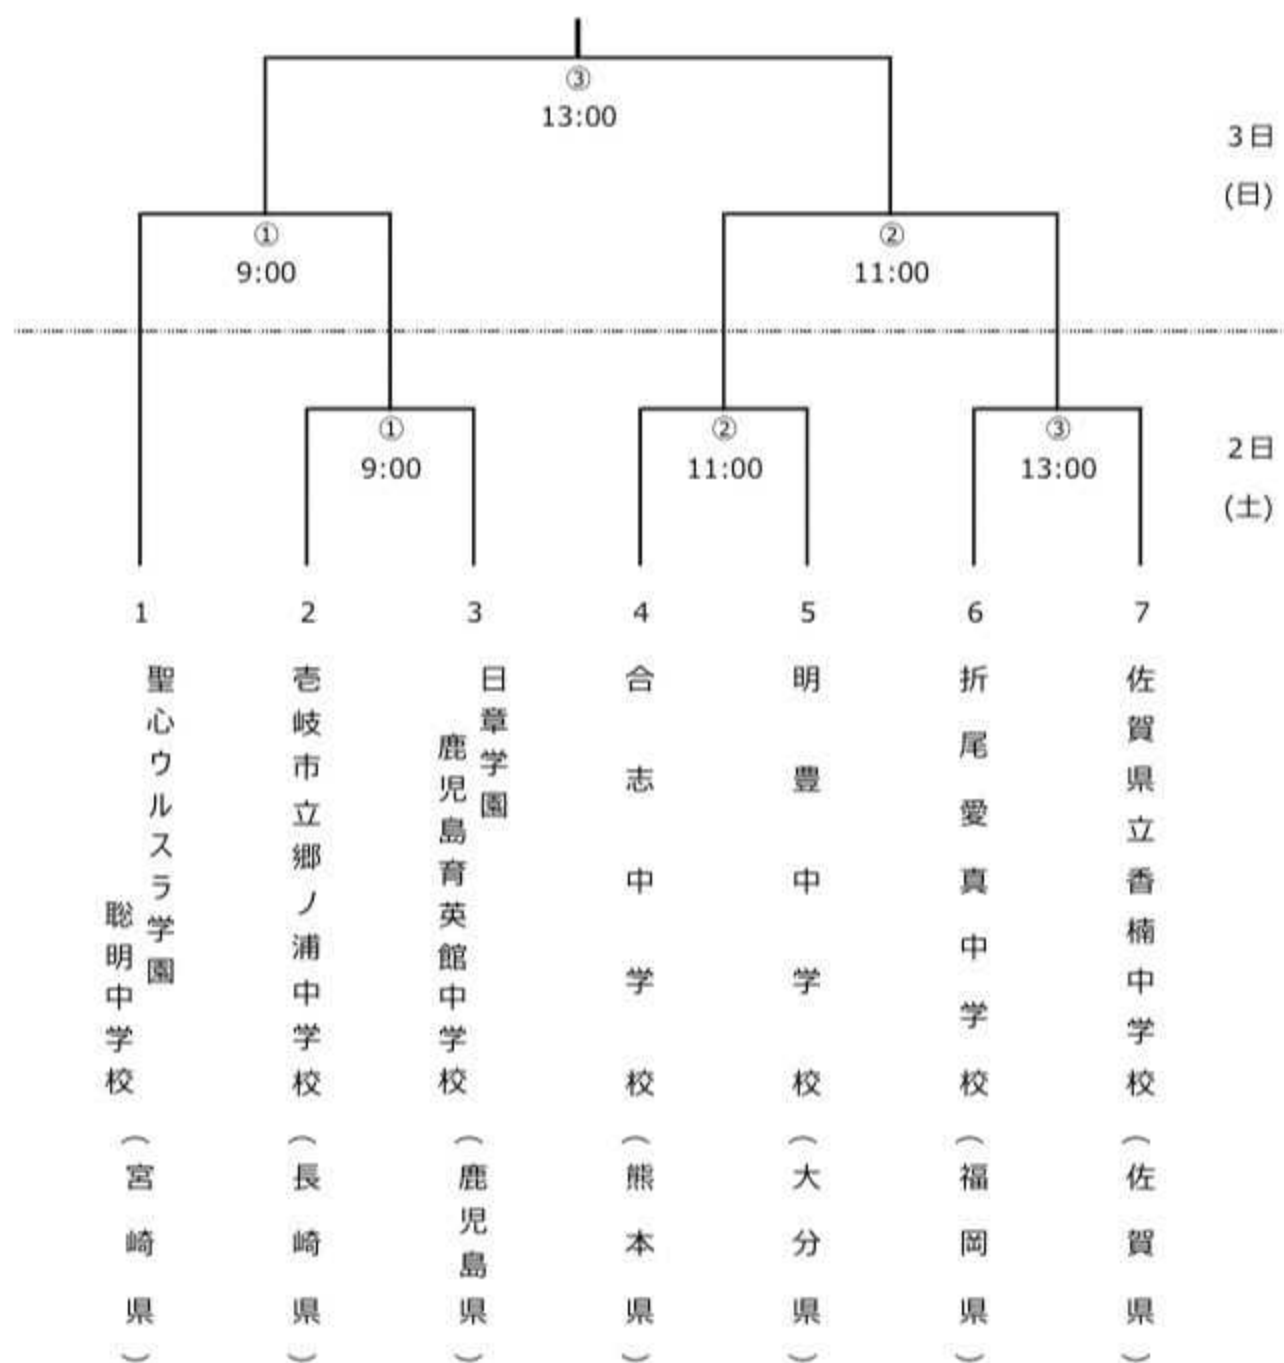 ③
13:00
3日
(日)
①
9:00
②
11:00
①
9:00
②
11:00
③
13:00
2日
(土)
1
聖心ウルスラ学園
聡明中学校
(宮崎県)
2
壱岐市立郷ノ浦中学校
(長崎県)
3
日章学園
鹿児島育英館中学校
(鹿児島県)
4
合志中学校
(熊本県)
5
明豊中学校
(大分県)
6
折尾愛真中学校
(福岡県)
7
佐賀県立香楠中学校
(佐賀県)